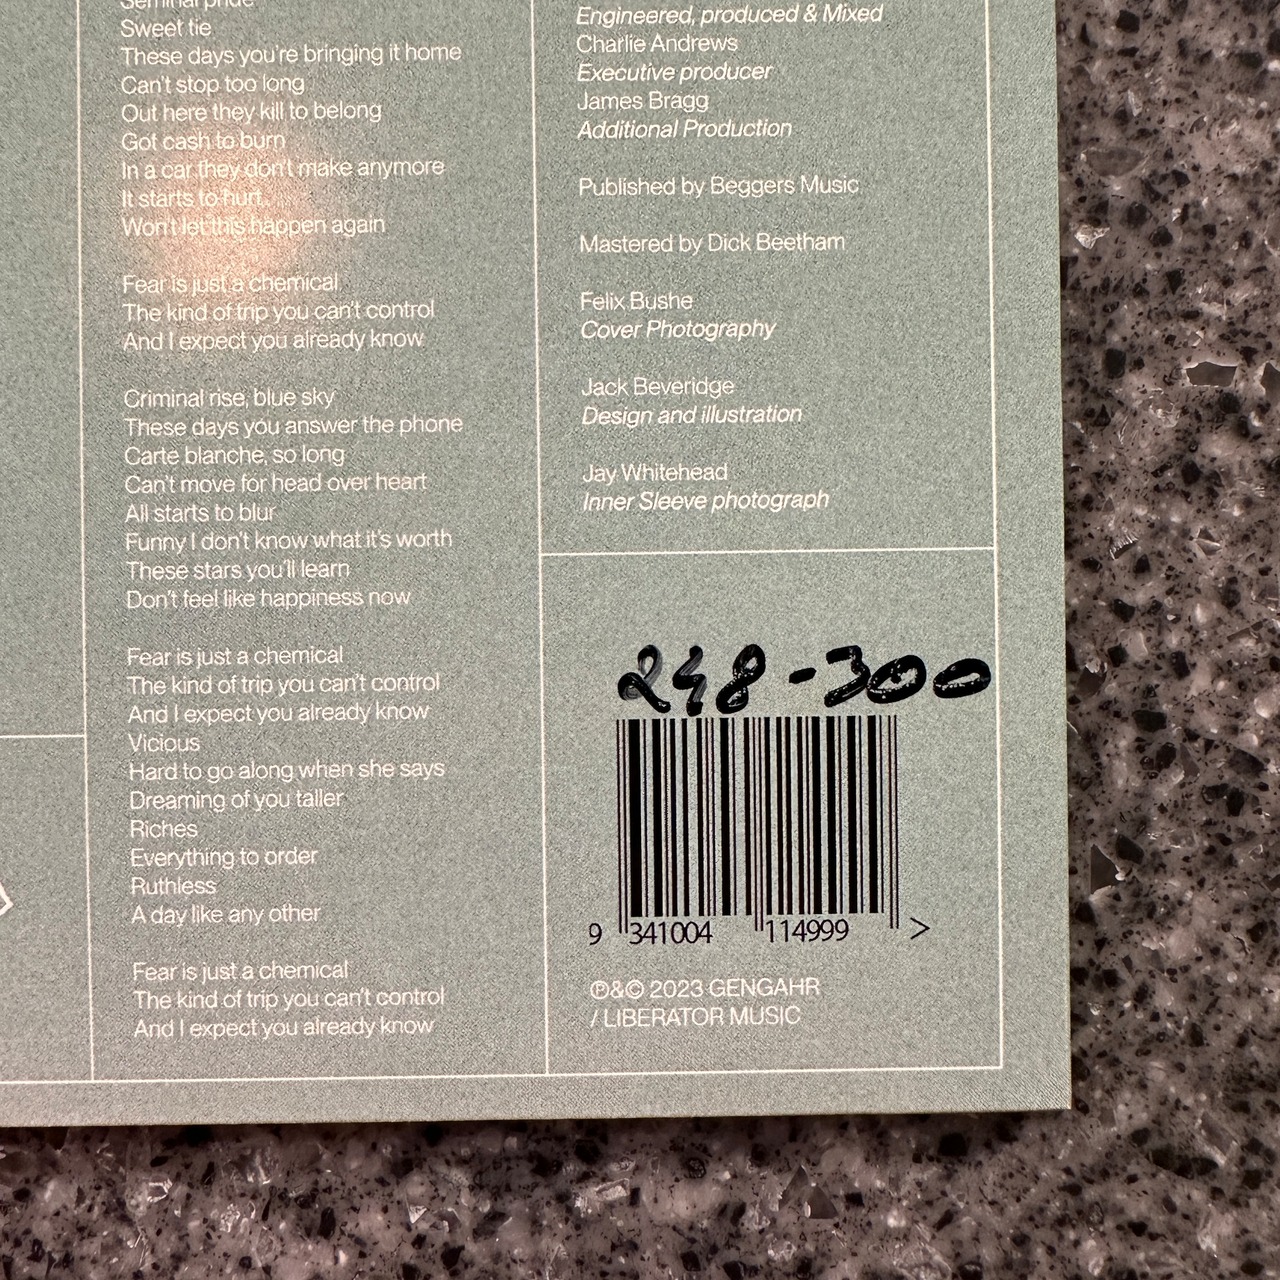 Seminal pride
Sweet tie
These days you're bringing it home
Can't stop too long
Out here they kill to belong
Got cash to burn
In a car they don't make anymore
It starts to hurt
Won't let this happen again
Fear is just a chemical
The kind of trip you can't control
And I expect you already know
Criminal rise, blue sky
These days you answer the phone
Carte blanche, so long
Can't move for head over heart
All starts to blur
Funny I don't know what it's worth
These stars you'll learn
Don't feel like happiness now
Fear is just a chemical
The kind of trip you can't control
And I expect you already know
Vicious
Hard to go along when she says
Dreaming of you taller
Riches
Everything to order
Ruthless
A day like any other
Fear is just a chemical
The kind of trip you can't control
And I expect you already know
Engineered, produced & Mixed
Charlie Andrews
Executive producer
James Bragg
Additional Production
Published by Beggers Music
Mastered by Dick Beetham
Felix Bushe
Cover Photography
Jack Beveridge
Design and illustration
Jay Whitehead
Inner Sleeve photograph
248-300
9 341004 114999 >
℗&© 2023 GENGAHR
/ LIBERATOR MUSIC